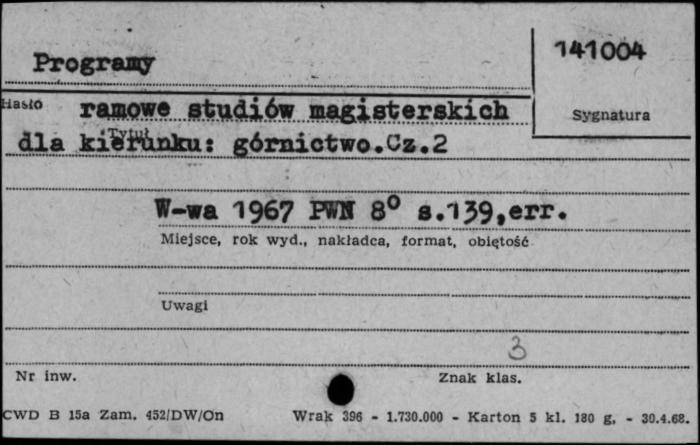 Programy
141004
Hasło
ramowe studiów magisterskich
Sygnatura
Tytuł
dla kierunku: górnictwo.Cz.2
W-wa 1967 PWN 8° s.139,err.
Miejsce, rok wyd., nakładca, format, obiętość
Uwagi
3
Nr inw.
Znak klas.
CWD B 15a Zam. 452/DW/On
Wrak 396 - 1.730.000 - Karton 5 kl. 180 g. - 30.4.68.